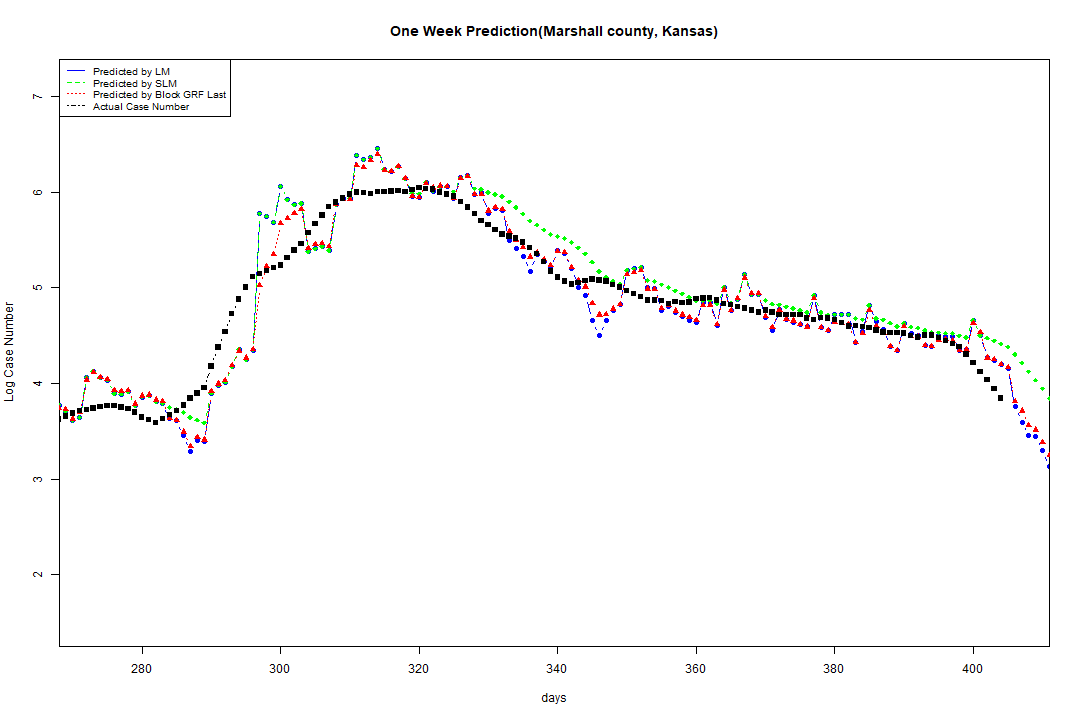 One Week Prediction(Marshall county, Kansas)
Predicted by LM
Predicted by SLM
Predicted by Block GRF Last
Actual Case Number
7
6
5
4
3
2
Log Case Number
280 300 320 340 360 380 400
days